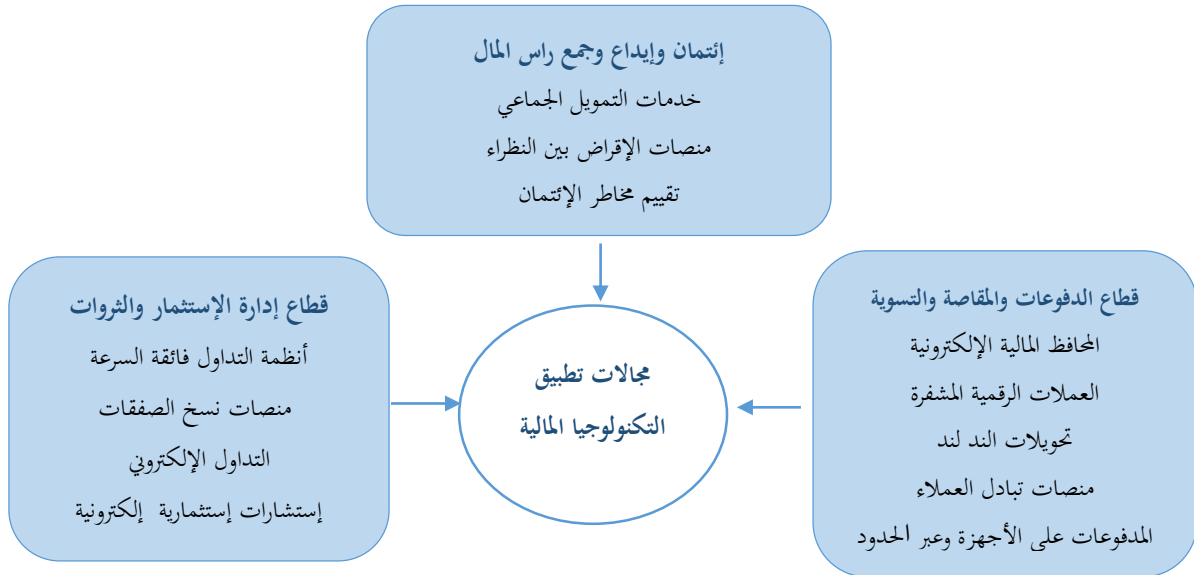 إئتمان وإيداع وجمع راس المال
خدمات التمويل الجماعي
منصات الإقراض بين النظراء
تقييم مخاطر الإئتمان
قطاع الدفوعات والمقاصة والتسوية
المحافظ المالية الإلكترونية
العملات الرقمية المشفرة
تحويلات الند لند
منصات تبادل العملاء
المدفوعات على الأجهزة وعبر الحدود
مجالات تطبيق
التكنولوجيا المالية
قطاع إدارة الإستثمار والثروات
أنظمة التداول فائقة السرعة
منصات نسخ الصفقات
التداول الإلكتروني
إستشارات إستثمارية إلكترونية